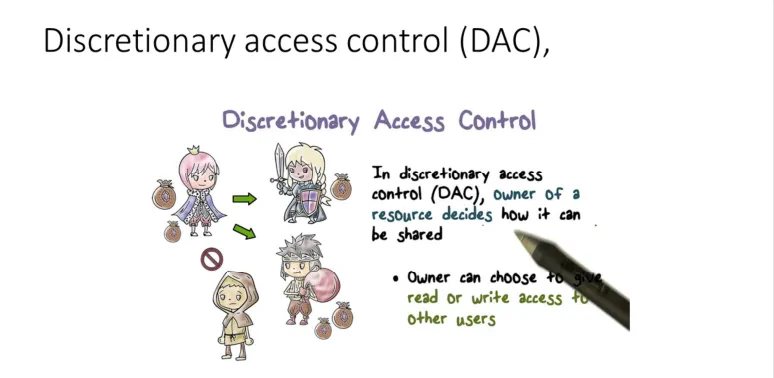 Discretionary access control (DAC),
Discretionary Access Control
In discretionary access
control (DAC), owner of a
resource decides how it can
be shared
• Owner can choose to give
read or write access to
other users